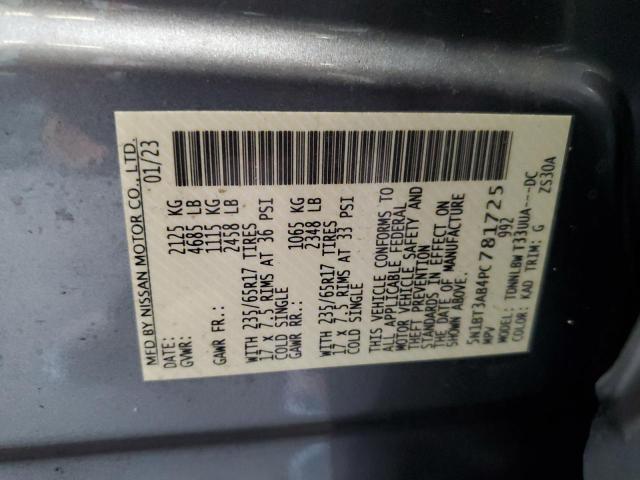 MFD BY NISSAN MOTOR CO., LTD.
DATE: 01/23
GVWR: 2125 KG
4685 LB
GAWR FR.: 1115 KG
2458 LB
WITH 235/65R17 TIRES
17 X 7.5 RIMS AT 36 PSI
COLD SINGLE
GAWR RR.: 1065 KG
2348 LB
WITH 235/65R17 TIRES
17 X 7.5 RIMS AT 33 PSI
COLD SINGLE
THIS VEHICLE CONFORMS TO
ALL APPLICABLE FEDERAL
MOTOR VEHICLE SAFETY AND
THEFT PREVENTION
STANDARDS IN EFFECT ON
THE DATE OF MANUFACTURE
SHOWN ABOVE.
5N1BT3AB4PC781725
MPV 992
MODEL: TDNNLBW T33UUA----DC
COLOR: KAD TRIM: G ZS30A